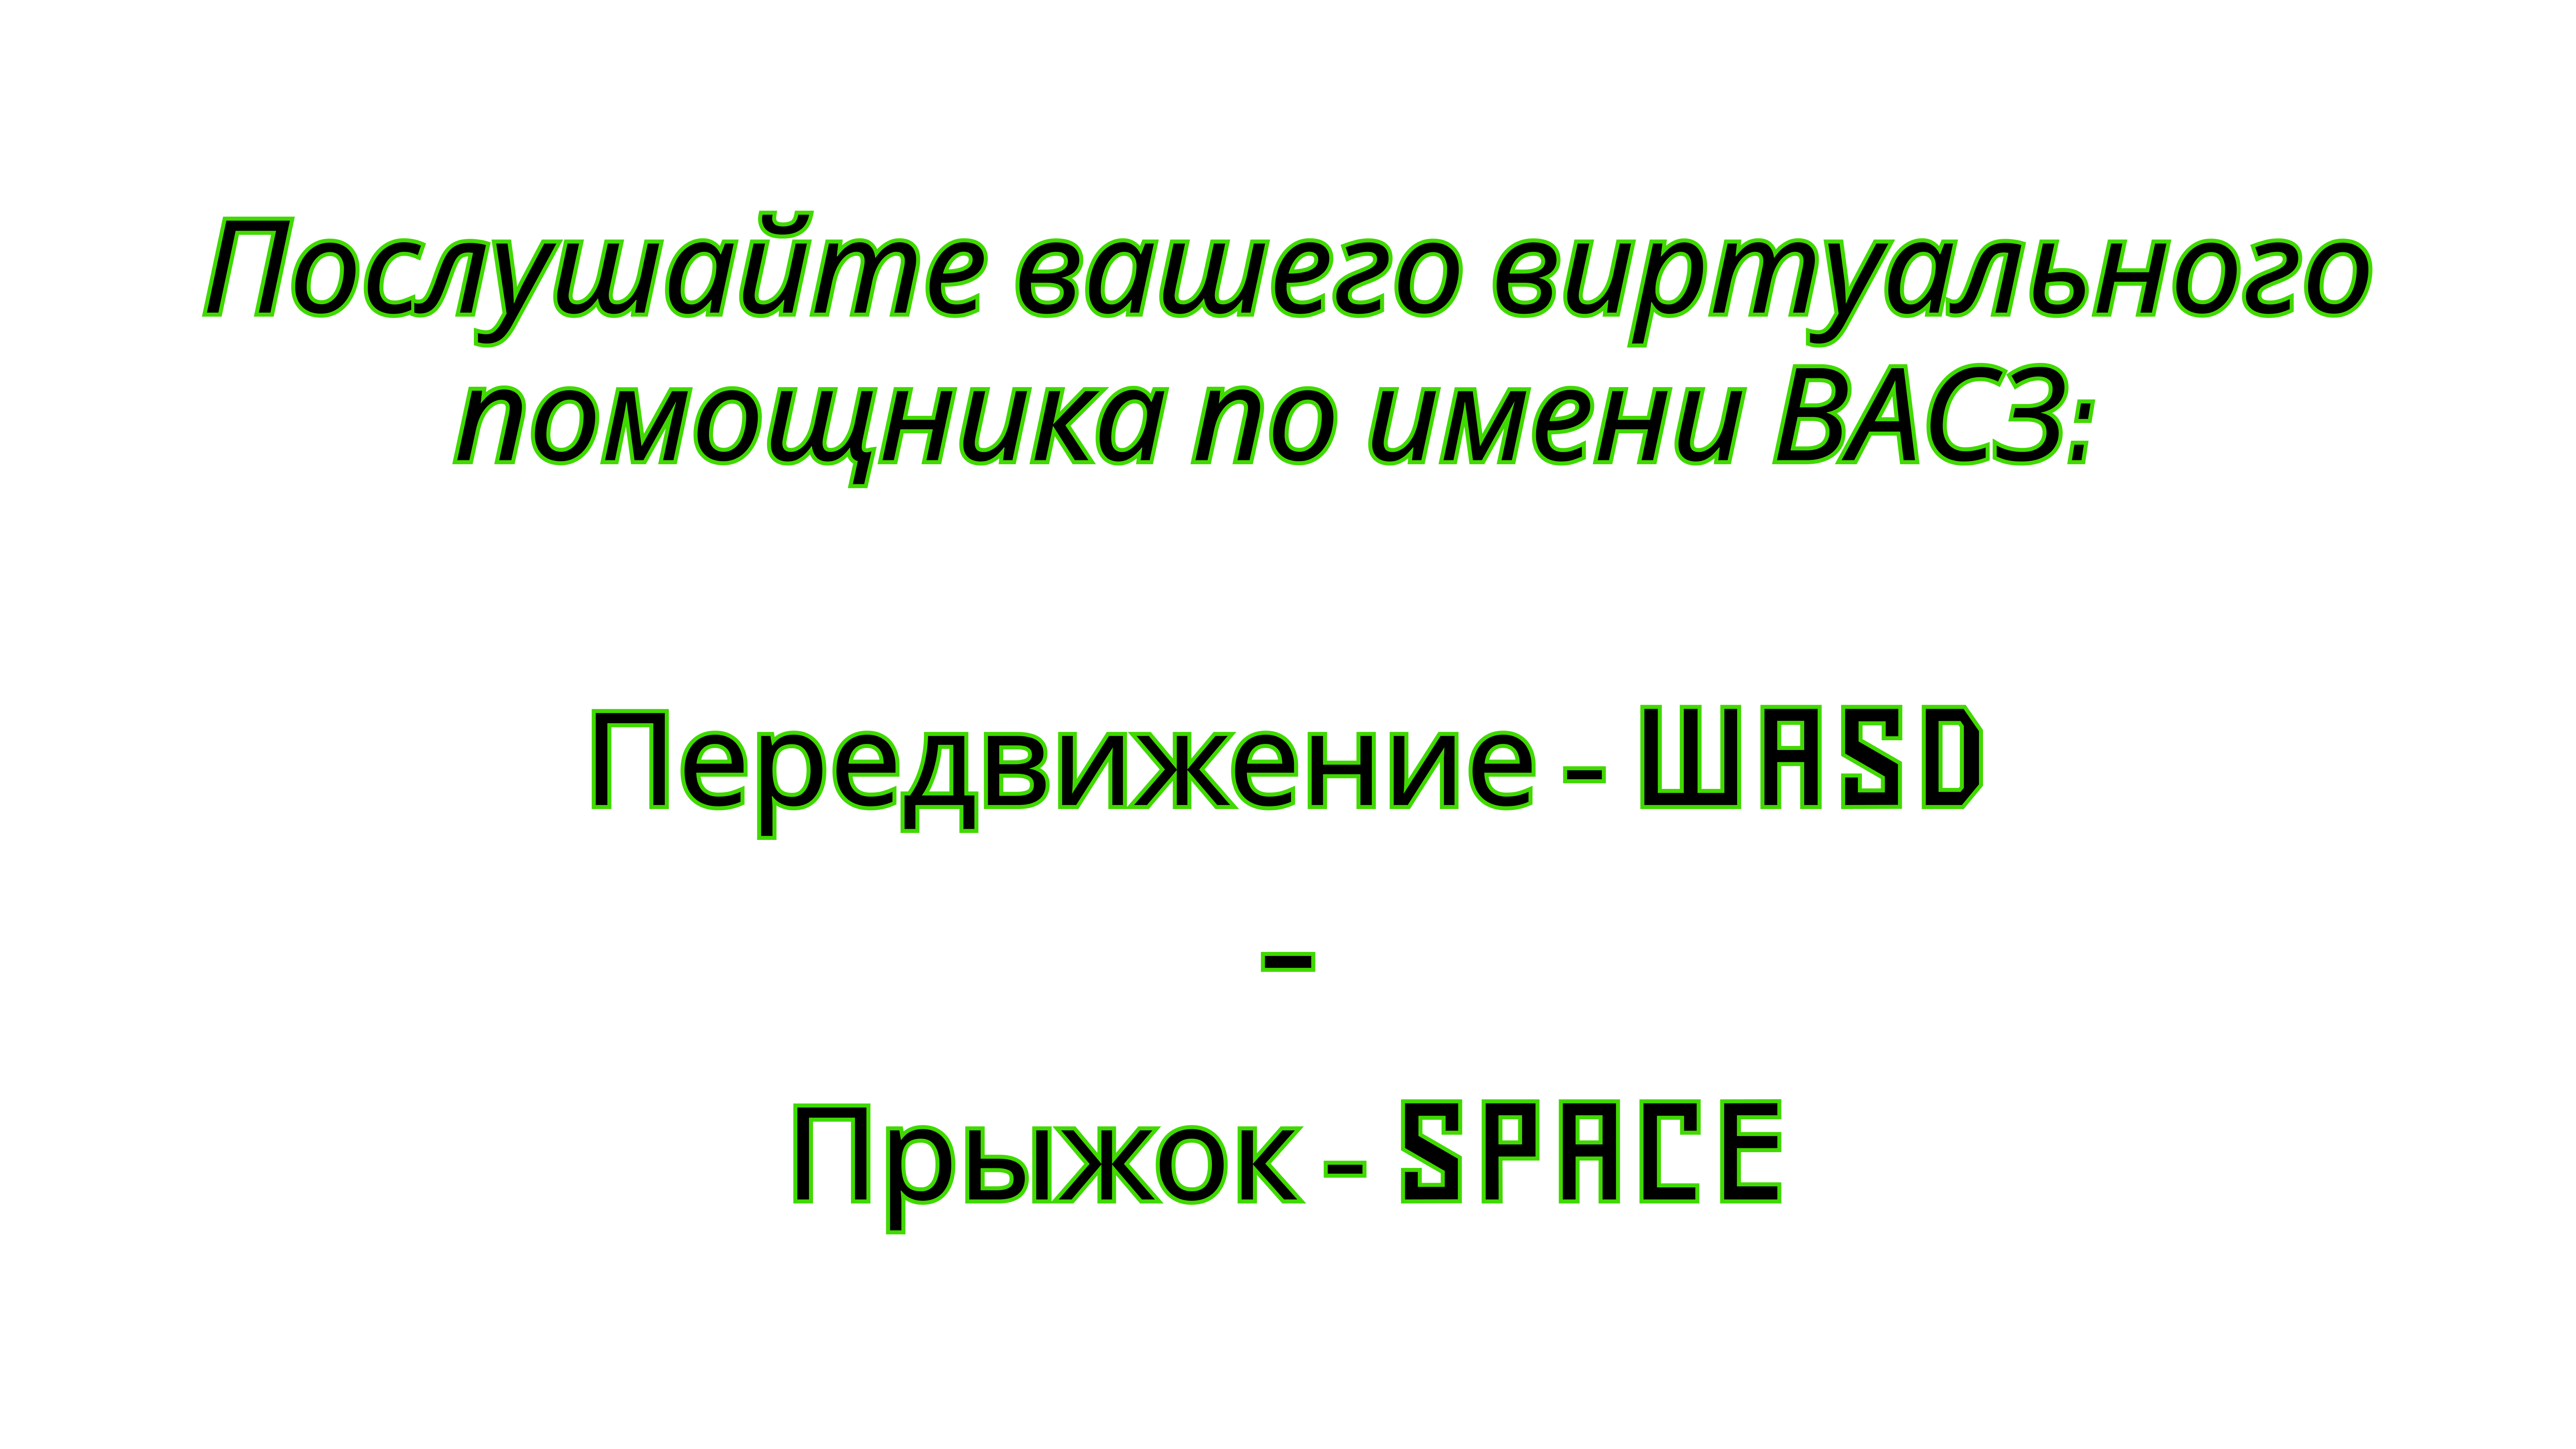 Послушайте вашего виртуального
помощника по имени ВАСЗ:
Передвижение - WASD
-
Прыжок - SPACE